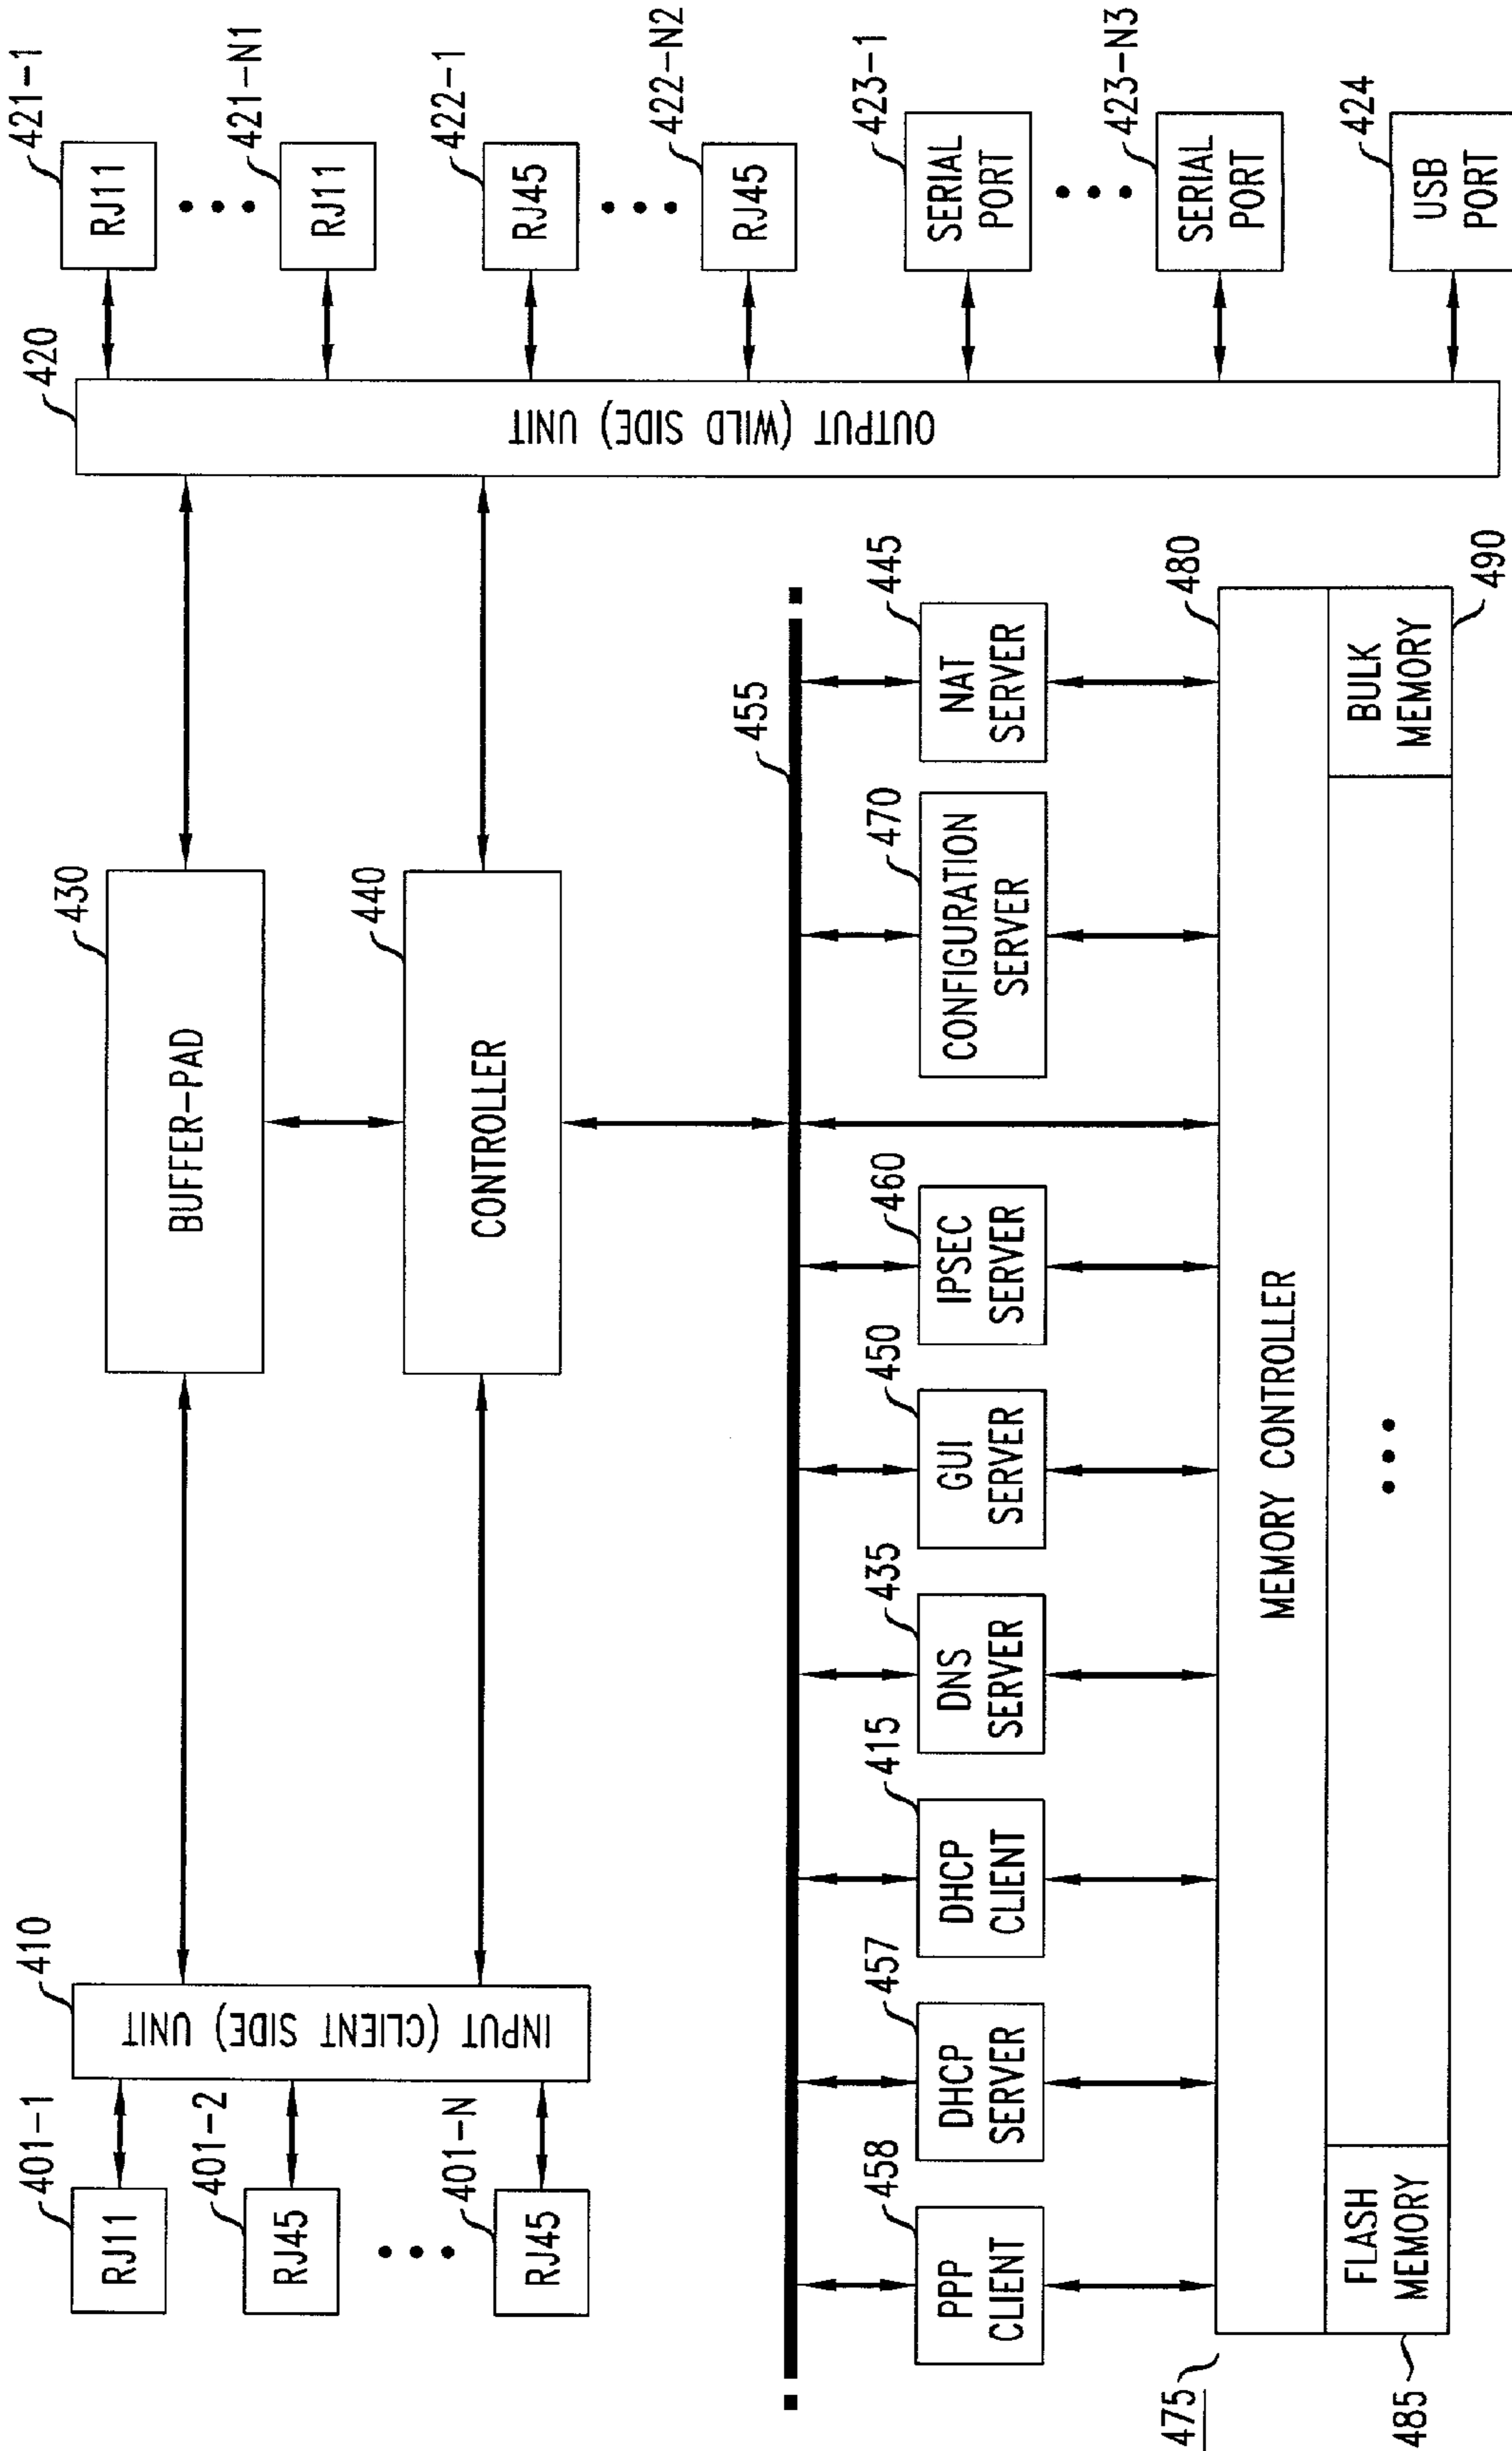 401-1
RJ11
401-2
RJ45
401-N
RJ45
410
INPUT (CLIENT SIDE) UNIT
430
BUFFER-PAD
440
CONTROLLER
420
OUTPUT (WILD SIDE) UNIT
421-1
RJ11
421-N1
RJ11
422-1
RJ45
422-N2
RJ45
423-1
SERIAL
PORT
423-N3
SERIAL
PORT
424
USB
PORT
455
458
PPP
CLIENT
457
DHCP
SERVER
415
DHCP
CLIENT
435
DNS
SERVER
450
GUI
SERVER
460
IPSEC
SERVER
470
CONFIGURATION
SERVER
445
NAT
SERVER
475
480
MEMORY CONTROLLER
485
FLASH
MEMORY
490
BULK
MEMORY